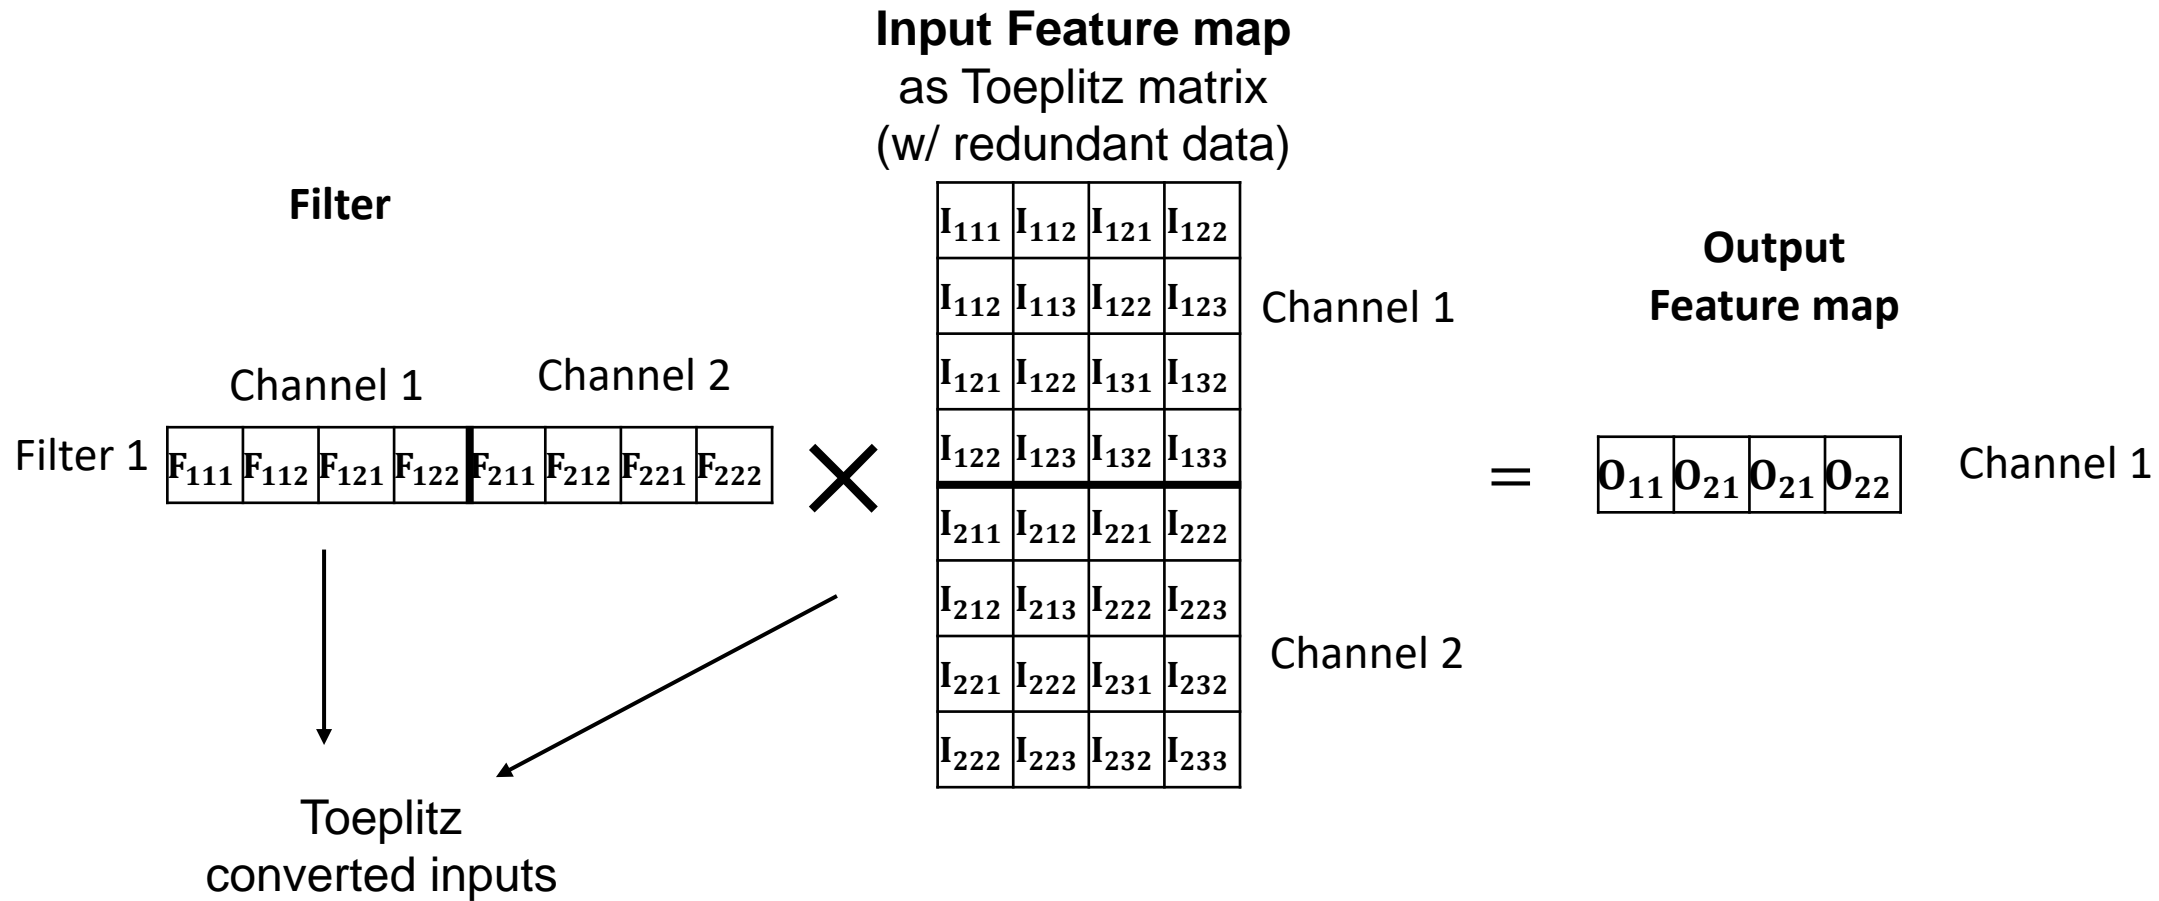 Input Feature map
as Toeplitz matrix
(w/ redundant data)
Filter
Output
Feature map
Channel 1 Channel 2
Filter 1 F₁₁₁ F₁₁₂ F₁₂₁ F₁₂₂ F₂₁₁ F₂₁₂ F₂₂₁ F₂₂₂
×
I₁₁₁ I₁₁₂ I₁₂₁ I₁₂₂
I₁₁₂ I₁₁₃ I₁₂₂ I₁₂₃
I₁₂₁ I₁₂₂ I₁₃₁ I₁₃₂
I₁₂₂ I₁₂₃ I₁₃₂ I₁₃₃
Channel 1
I₂₁₁ I₂₁₂ I₂₂₁ I₂₂₂
I₂₁₂ I₂₁₃ I₂₂₂ I₂₂₃
I₂₂₁ I₂₂₂ I₂₃₁ I₂₃₂
I₂₂₂ I₂₂₃ I₂₃₂ I₂₃₃
Channel 2
=
O₁₁ O₂₁ O₂₁ O₂₂ Channel 1
Toeplitz
converted inputs